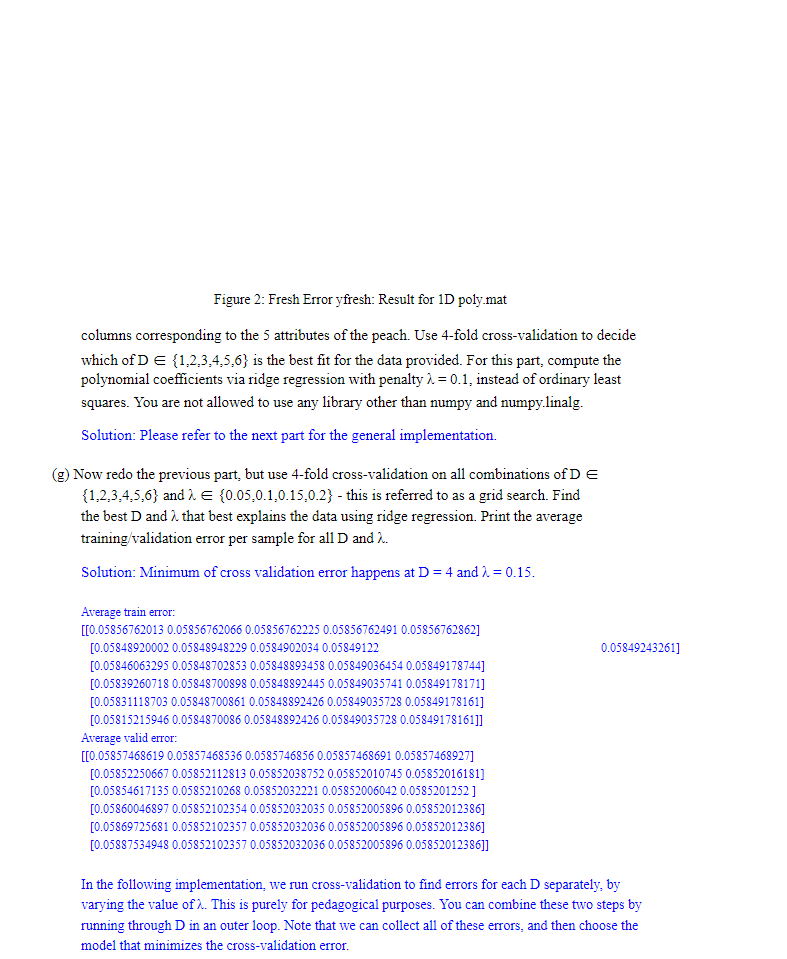 Figure 2: Fresh Error yfresh: Result for 1D poly.mat
columns corresponding to the 5 attributes of the peach. Use 4-fold cross-validation to decide
which of D ∈ {1,2,3,4,5,6} is the best fit for the data provided. For this part, compute the
polynomial coefficients via ridge regression with penalty λ = 0.1, instead of ordinary least
squares. You are not allowed to use any library other than numpy and numpy.linalg.
Solution: Please refer to the next part for the general implementation.
(g) Now redo the previous part, but use 4-fold cross-validation on all combinations of D ∈
{1,2,3,4,5,6} and λ ∈ {0.05,0.1,0.15,0.2} - this is referred to as a grid search. Find
the best D and λ that best explains the data using ridge regression. Print the average
training/validation error per sample for all D and λ.
Solution: Minimum of cross validation error happens at D = 4 and λ = 0.15.
Average train error:
[[0.05856762013 0.05856762066 0.05856762225 0.05856762491 0.05856762862]
[0.05848920002 0.05848948229 0.0584902034 0.05849122 0.05849243261]
[0.05846063295 0.05848702853 0.05848893458 0.05849036454 0.05849178744]
[0.05839260718 0.05848700898 0.05848892445 0.05849035741 0.05849178171]
[0.05831118703 0.05848700861 0.05848892426 0.05849035728 0.05849178161]
[0.05815215946 0.0584870086 0.05848892426 0.05849035728 0.05849178161]]
Average valid error:
[[0.05857468619 0.05857468536 0.0585746856 0.05857468691 0.05857468927]
[0.05852250667 0.05852112813 0.05852038752 0.05852010745 0.05852016181]
[0.05854617135 0.0585210268 0.05852032221 0.05852006042 0.0585201252 ]
[0.05860046897 0.05852102354 0.05852032035 0.05852005896 0.05852012386]
[0.05869725681 0.05852102357 0.05852032036 0.05852005896 0.05852012386]
[0.05887534948 0.05852102357 0.05852032036 0.05852005896 0.05852012386]]
In the following implementation, we run cross-validation to find errors for each D separately, by
varying the value of λ. This is purely for pedagogical purposes. You can combine these two steps by
running through D in an outer loop. Note that we can collect all of these errors, and then choose the
model that minimizes the cross-validation error.